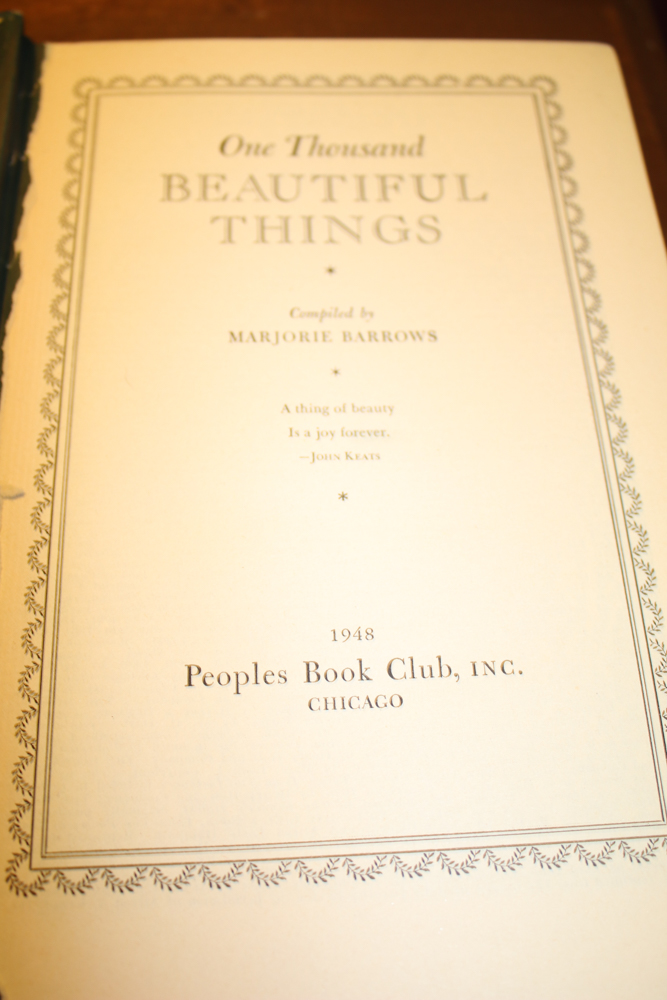 One Thousand
BEAUTIFUL
THINGS
*
Compiled by
MARJORIE BARROWS
*
A thing of beauty
Is a joy forever.
—JOHN KEATS
*
1948
Peoples Book Club, INC.
CHICAGO